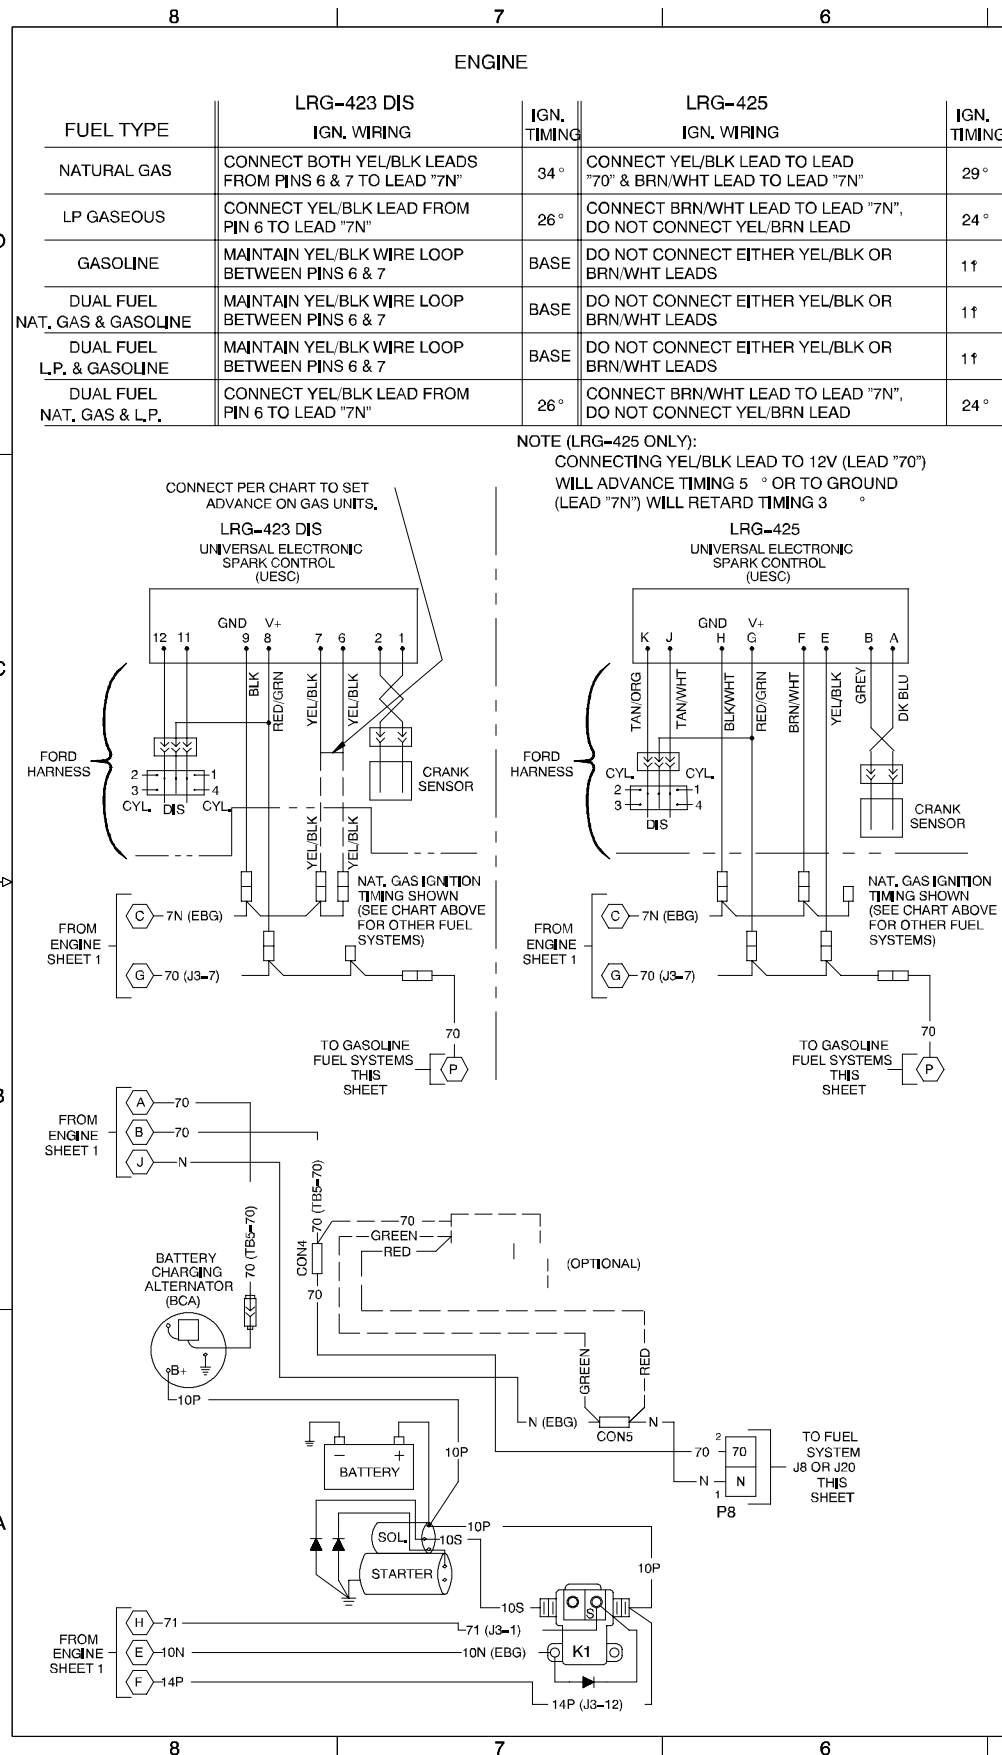 8 7 6
ENGINE
FUEL TYPE
LRG-423 DIS
IGN. WIRING
IGN.
TIMING
LRG-425
IGN. WIRING
IGN.
TIMING
NATURAL GAS
CONNECT BOTH YEL/BLK LEADS
FROM PINS 6 & 7 TO LEAD "7N"
34°
CONNECT YEL/BLK LEAD TO LEAD
"70" & BRN/WHT LEAD TO LEAD "7N"
29°
LP GASEOUS
CONNECT YEL/BLK LEAD FROM
PIN 6 TO LEAD "7N"
26°
CONNECT BRN/WHT LEAD TO LEAD "7N",
DO NOT CONNECT YEL/BRN LEAD
24°
GASOLINE
MAINTAIN YEL/BLK WIRE LOOP
BETWEEN PINS 6 & 7
BASE
DO NOT CONNECT EITHER YEL/BLK OR
BRN/WHT LEADS
11°
DUAL FUEL
NAT. GAS & GASOLINE
MAINTAIN YEL/BLK WIRE LOOP
BETWEEN PINS 6 & 7
BASE
DO NOT CONNECT EITHER YEL/BLK OR
BRN/WHT LEADS
11°
DUAL FUEL
L.P. & GASOLINE
MAINTAIN YEL/BLK WIRE LOOP
BETWEEN PINS 6 & 7
BASE
DO NOT CONNECT EITHER YEL/BLK OR
BRN/WHT LEADS
11°
DUAL FUEL
NAT. GAS & L.P.
CONNECT YEL/BLK LEAD FROM
PIN 6 TO LEAD "7N"
26°
CONNECT BRN/WHT LEAD TO LEAD "7N",
DO NOT CONNECT YEL/BRN LEAD
24°
NOTE (LRG-425 ONLY):
CONNECTING YEL/BLK LEAD TO 12V (LEAD "70")
WILL ADVANCE TIMING 5 ° OR TO GROUND
(LEAD "7N") WILL RETARD TIMING 3 °
CONNECT PER CHART TO SET
ADVANCE ON GAS UNITS.
LRG-423 DIS
UNIVERSAL ELECTRONIC
SPARK CONTROL
(UESC)
GND V+
12 11 9 8 7 6 2 1
BLK
RED/GRN
YEL/BLK
YEL/BLK
FORD
HARNESS
2 1
3 4
CYL. DIS CYL.
CRANK
SENSOR
YEL/BLK
YEL/BLK
NAT. GAS IGNITION
TIMING SHOWN
(SEE CHART ABOVE
FOR OTHER FUEL
SYSTEMS)
FROM
ENGINE
SHEET 1
C 7N (EBG)
G 70 (J3-7)
70
TO GASOLINE
FUEL SYSTEMS
THIS
SHEET
P
LRG-425
UNIVERSAL ELECTRONIC
SPARK CONTROL
(UESC)
GND V+
K J H G F E B A
TAN/ORG
TAN/WHT
BLK/WHT
RED/GRN
BRN/WHT
YEL/BLK
GREY
DK BLU
FORD
HARNESS
CYL. CYL.
2 1
3 4
DIS
CRANK
SENSOR
NAT. GAS IGNITION
TIMING SHOWN
(SEE CHART ABOVE
FOR OTHER FUEL
SYSTEMS)
FROM
ENGINE
SHEET 1
C 7N (EBG)
G 70 (J3-7)
70
TO GASOLINE
FUEL SYSTEMS
THIS
SHEET
P
FROM
ENGINE
SHEET 1
A 70
B 70
J N
70 (TB5-70)
70 (TB5-70)
CON4
70
70
GREEN
RED
(OPTIONAL)
BATTERY
CHARGING
ALTERNATOR
(BCA)
B+
10P
GREEN
RED
N (EBG)
CON5
N
10P
− +
BATTERY
2
70 70
N N
1
P8
TO FUEL
SYSTEM
J8 OR J20
THIS
SHEET
SOL.
STARTER
10P
10S
10P
10S
S
K1
FROM
ENGINE
SHEET 1
H 71
E 10N
F 14P
71 (J3-1)
10N (EBG)
14P (J3-12)
C
B
A
8 7 6